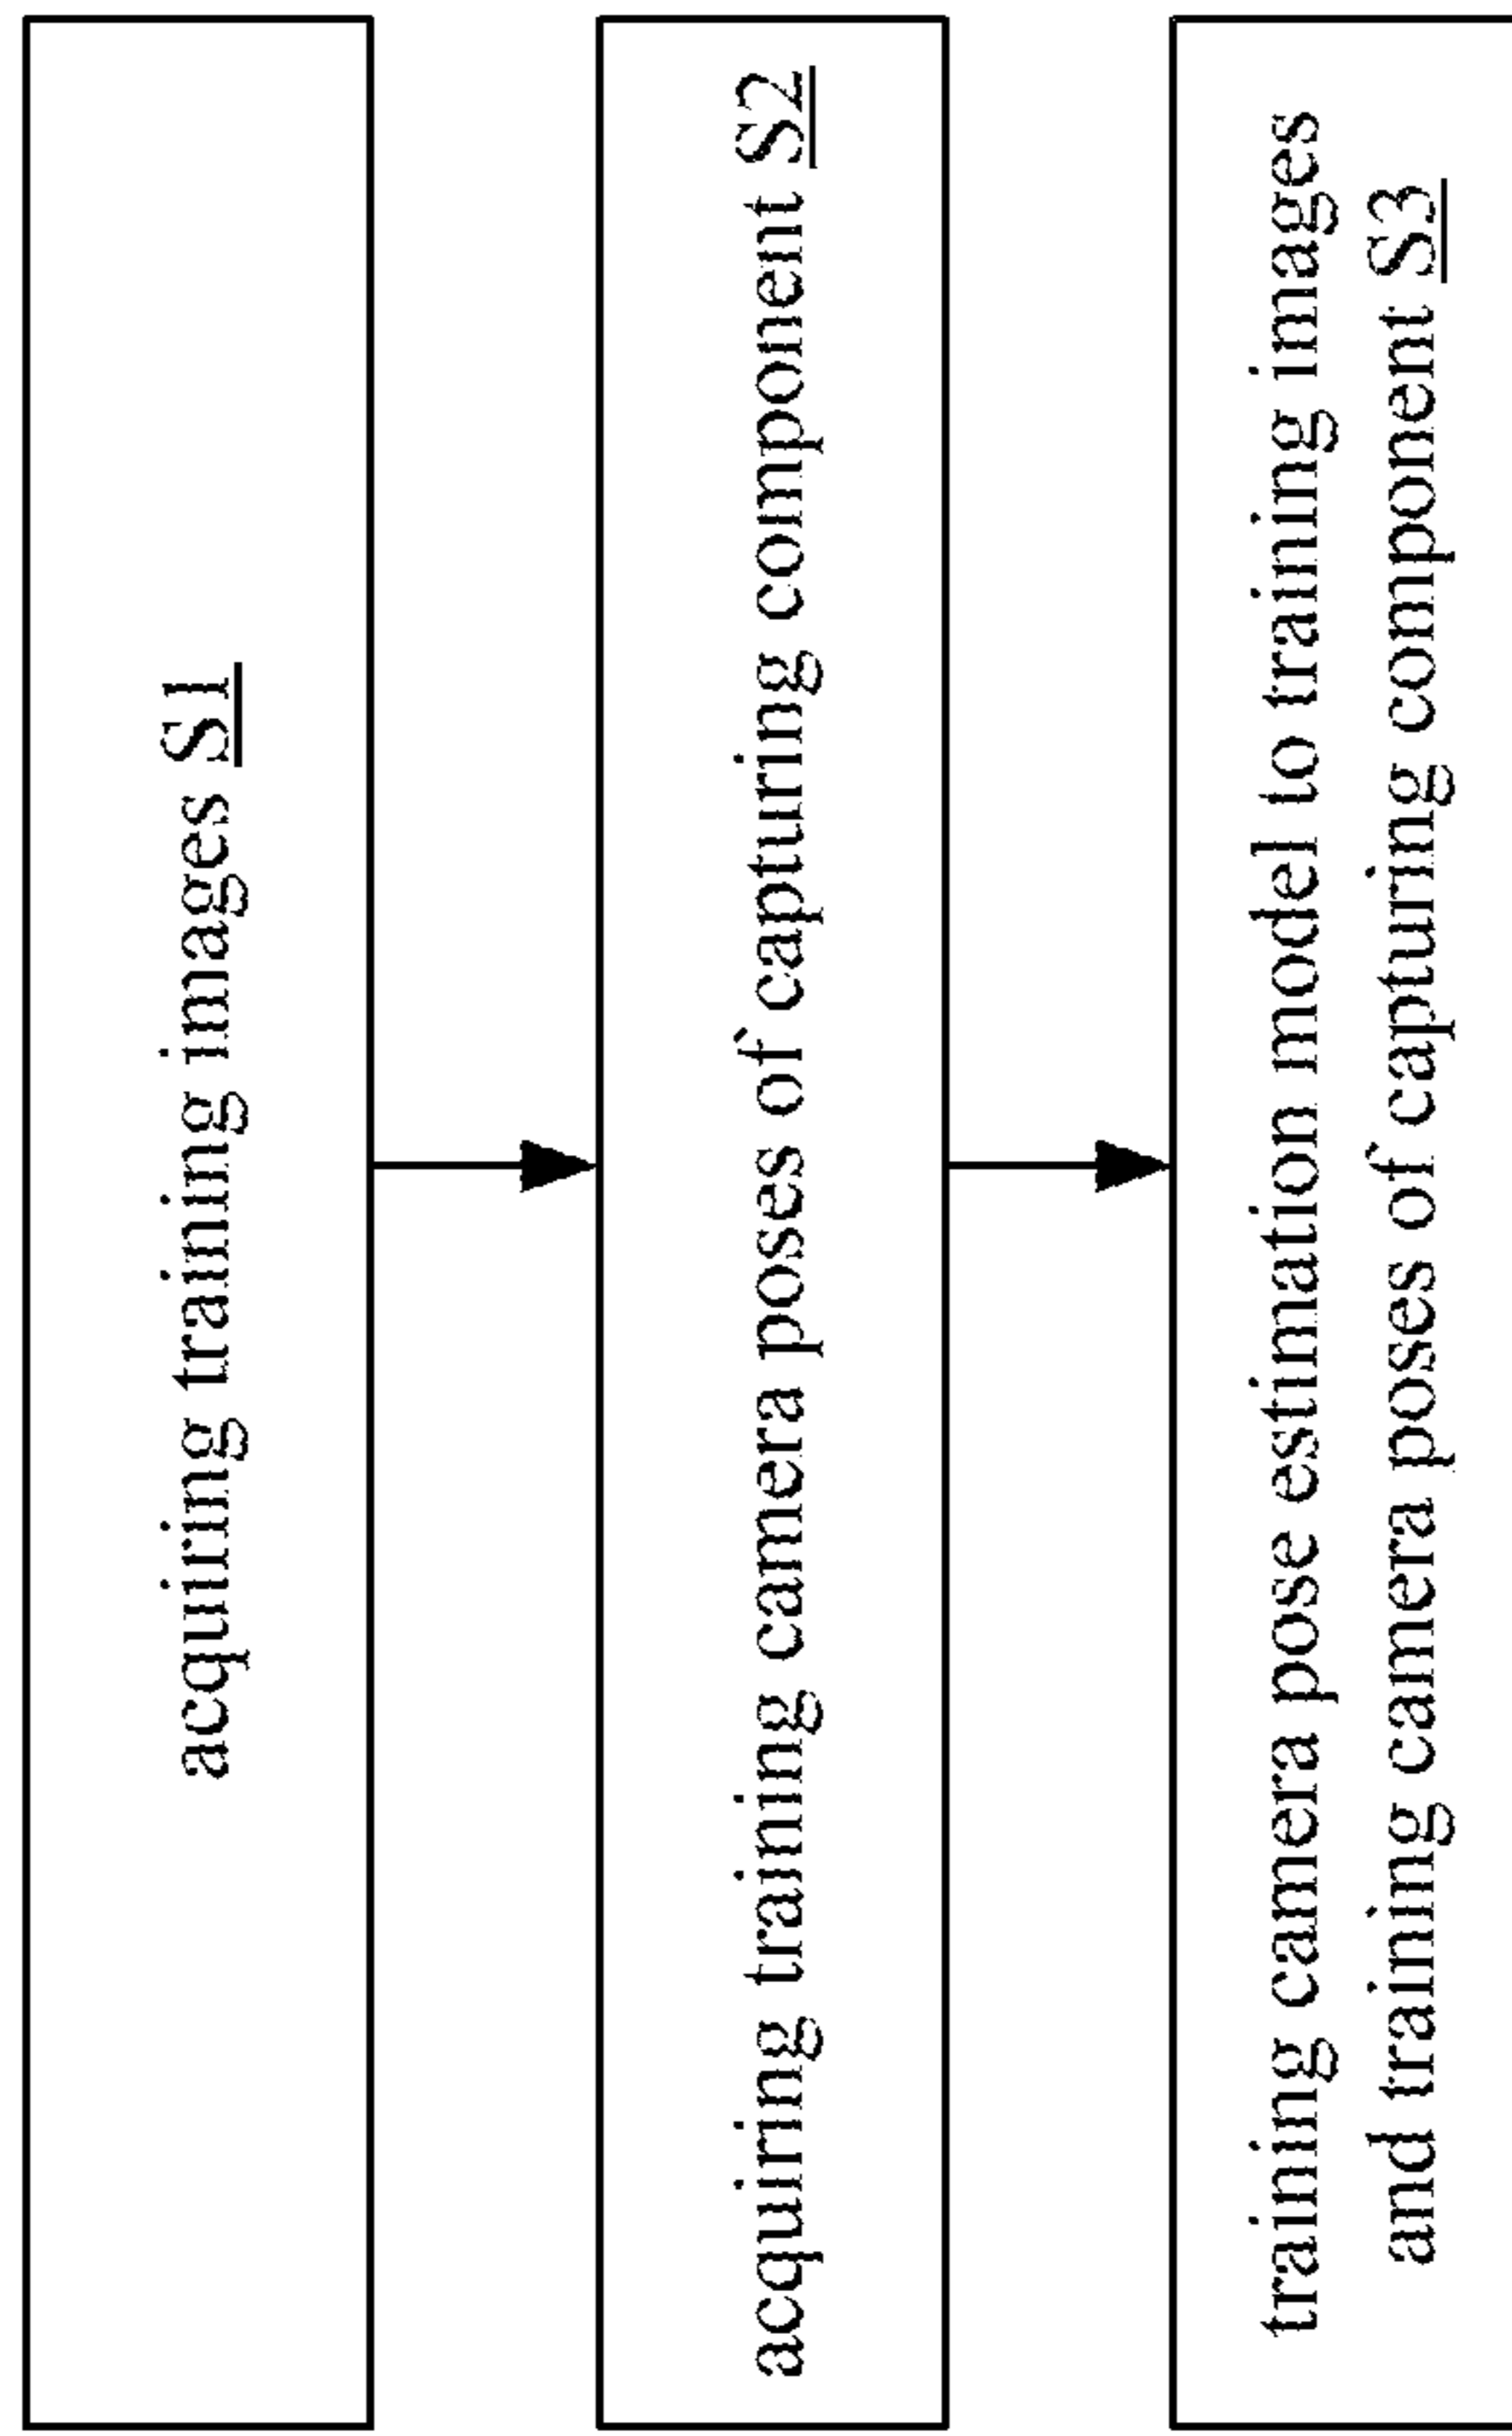 acquiring training images S1
acquiring training camera poses of capturing component S2
training camera pose estimation model to training images
and training camera poses of capturing component S3